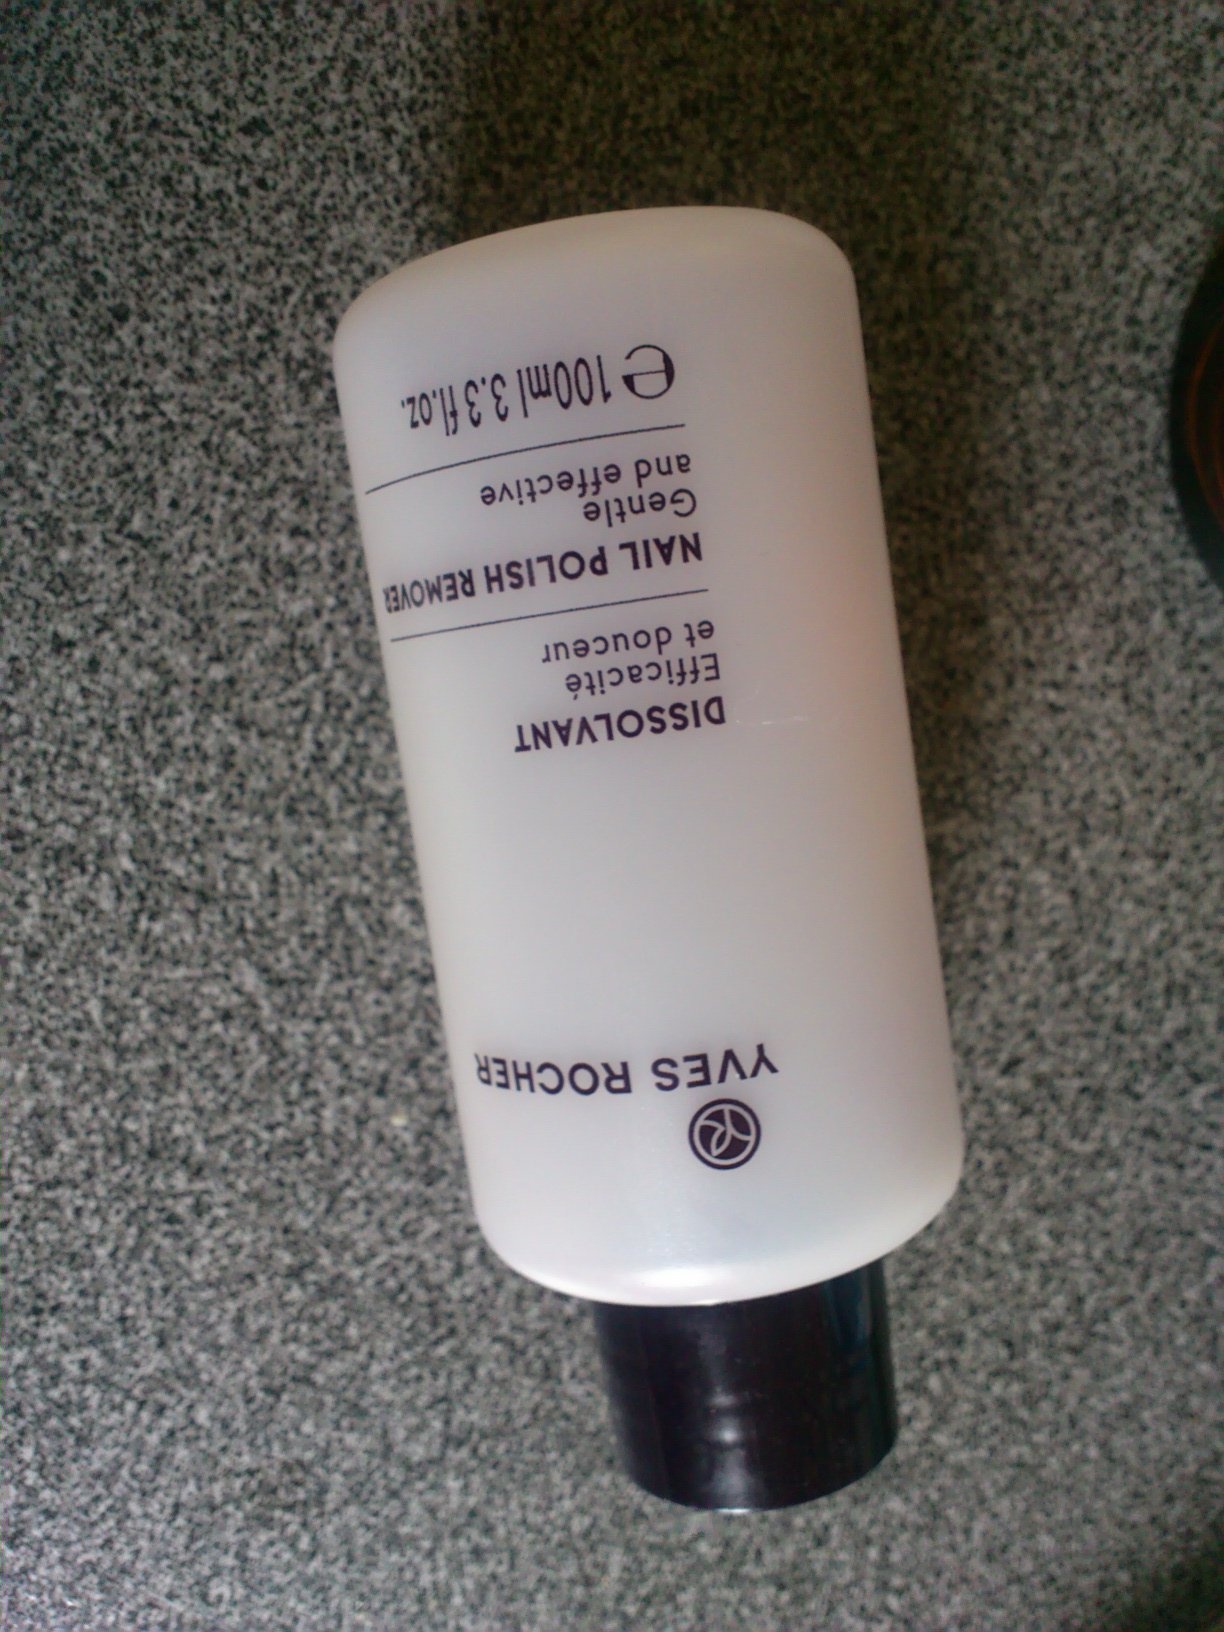 YVES ROCHER
DISSOLVANT
Efficacité
et douceur
NAIL POLISH REMOVER
Gentle
and effective
e 100ml 3.3 fl.oz.